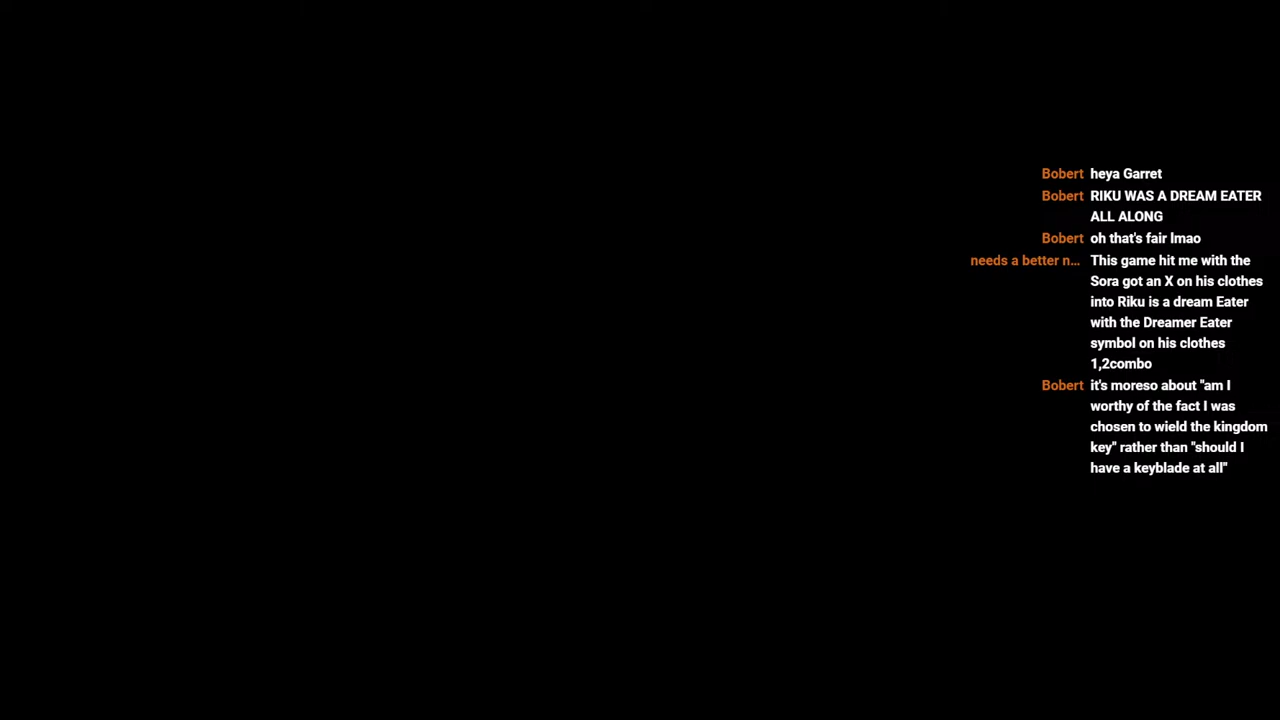 Bobert heya Garret
Bobert RIKU WAS A DREAM EATER
ALL ALONG
Bobert oh that's fair lmao
needs a better n... This game hit me with the
Sora got an X on his clothes
into Riku is a dream Eater
with the Dreamer Eater
symbol on his clothes
1,2combo
Bobert it's moreso about "am I
worthy of the fact I was
chosen to wield the kingdom
key" rather than "should I
have a keyblade at all"